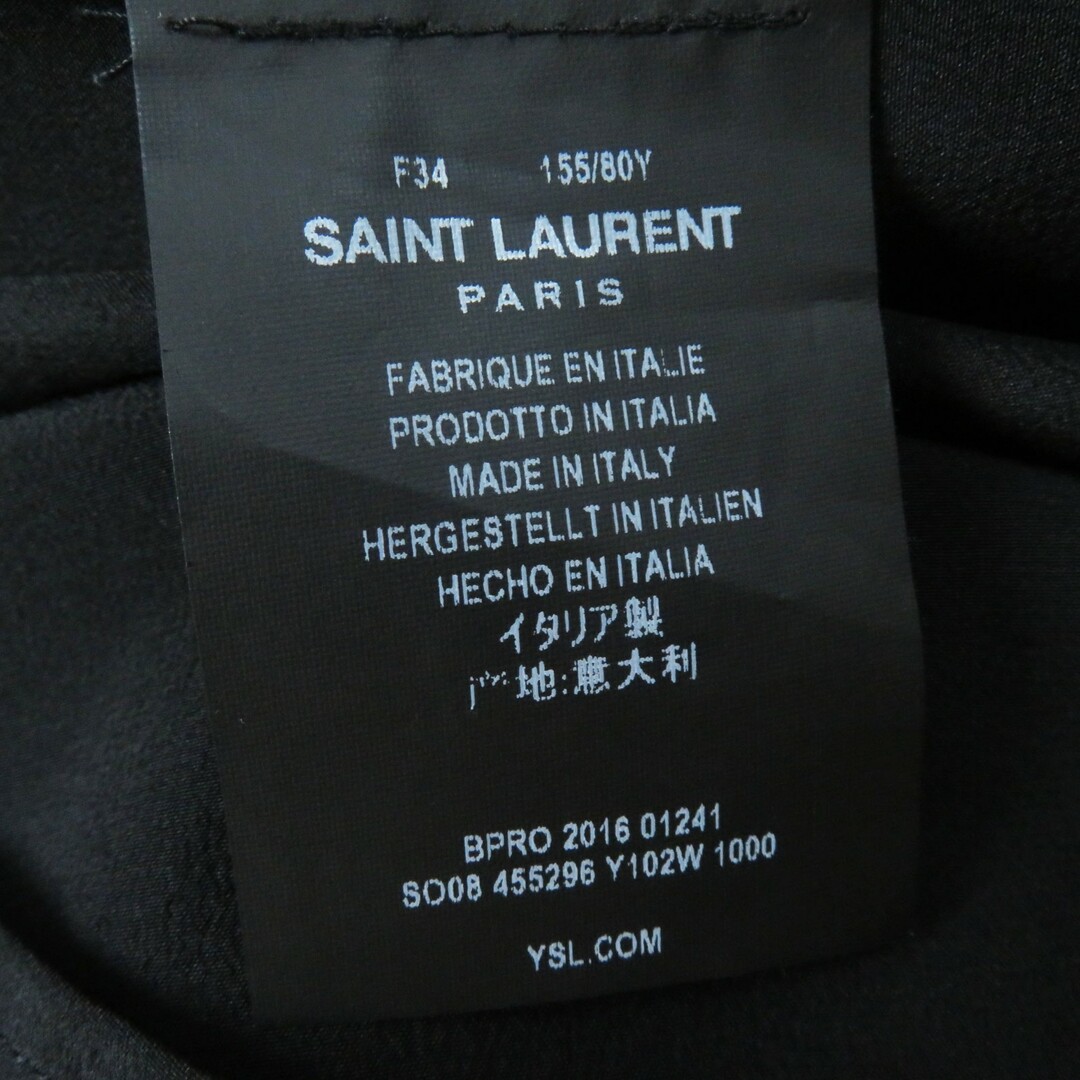 F34 155/80Y
SAINT LAURENT
PARIS
FABRIQUE EN ITALIE
PRODOTTO IN ITALIA
MADE IN ITALY
HERGESTELLT IN ITALIEN
HECHO EN ITALIA
イタリア製
地:意大利
BPRO 2016 01241
SO08 455296 Y102W 1000
YSL.COM